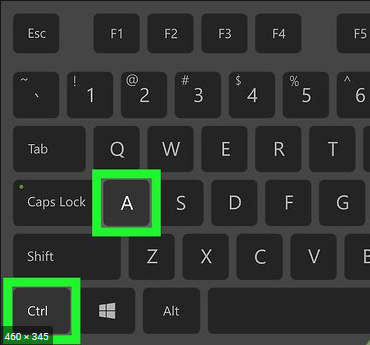 Esc F1 F2 F3 F4 F5
~ ` ! 1 @ 2 # 3 $ 4 % 5 ^ 6
Tab Q W E R T
Caps Lock A S D F G
Shift Z X C V B
Ctrl Alt
460 × 345